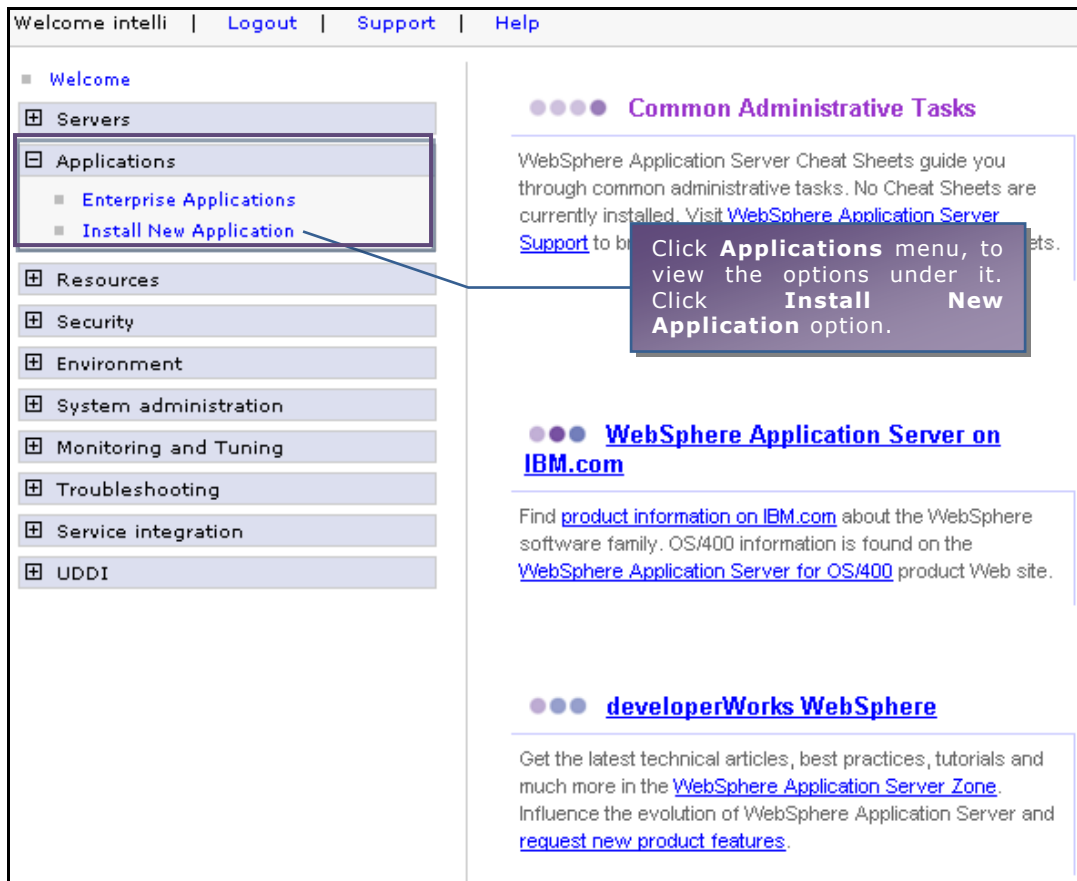 Welcome intelli | Logout | Support | Help
Welcome
Servers
Applications
Enterprise Applications
Install New Application
Resources
Security
Environment
System administration
Monitoring and Tuning
Troubleshooting
Service integration
UDDI
Common Administrative Tasks
WebSphere Application Server Cheat Sheets guide you
through common administrative tasks. No Cheat Sheets are
currently installed. Visit WebSphere Application Server
Support to
Click Applications menu, to
view the options under it.
Click Install New
Application option.
WebSphere Application Server on
IBM.com
Find product information on IBM.com about the WebSphere
software family. OS/400 information is found on the
WebSphere Application Server for OS/400 product Web site.
developerWorks WebSphere
Get the latest technical articles, best practices, tutorials and
much more in the WebSphere Application Server Zone.
Influence the evolution of WebSphere Application Server and
request new product features.